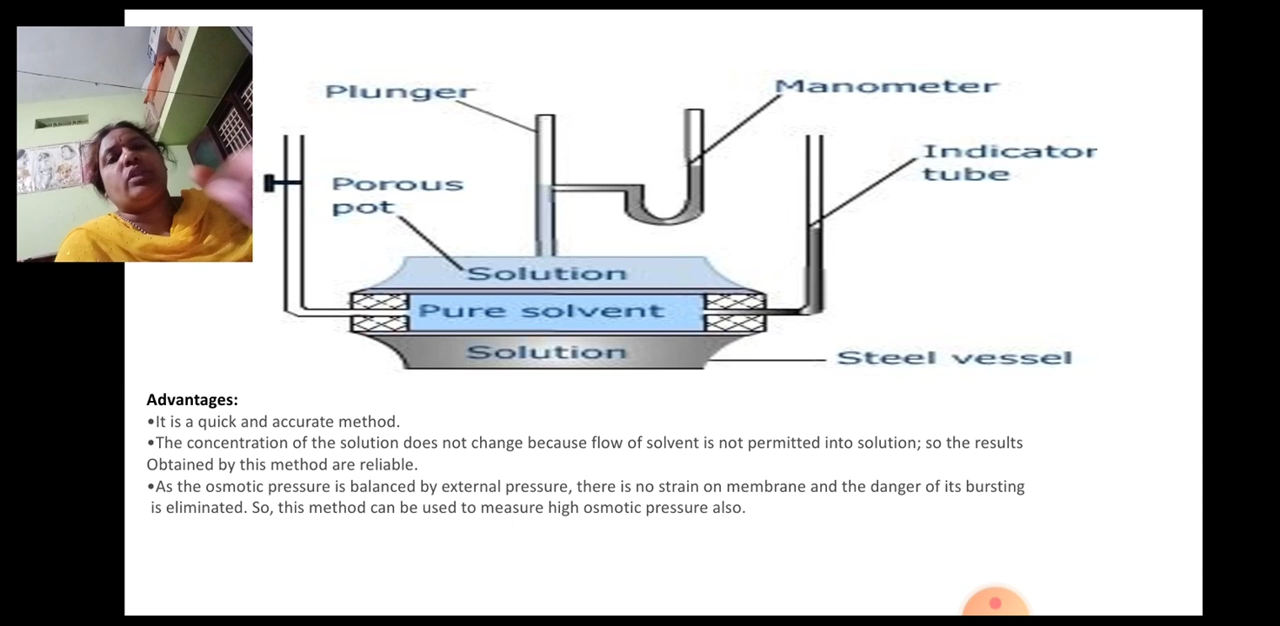 Plunger
Manometer
Indicator
tube
Porous
pot
Solution
Pure solvent
Solution
Steel vessel
Advantages:
•It is a quick and accurate method.
•The concentration of the solution does not change because flow of solvent is not permitted into solution; so the results
Obtained by this method are reliable.
•As the osmotic pressure is balanced by external pressure, there is no strain on membrane and the danger of its bursting
is eliminated. So, this method can be used to measure high osmotic pressure also.